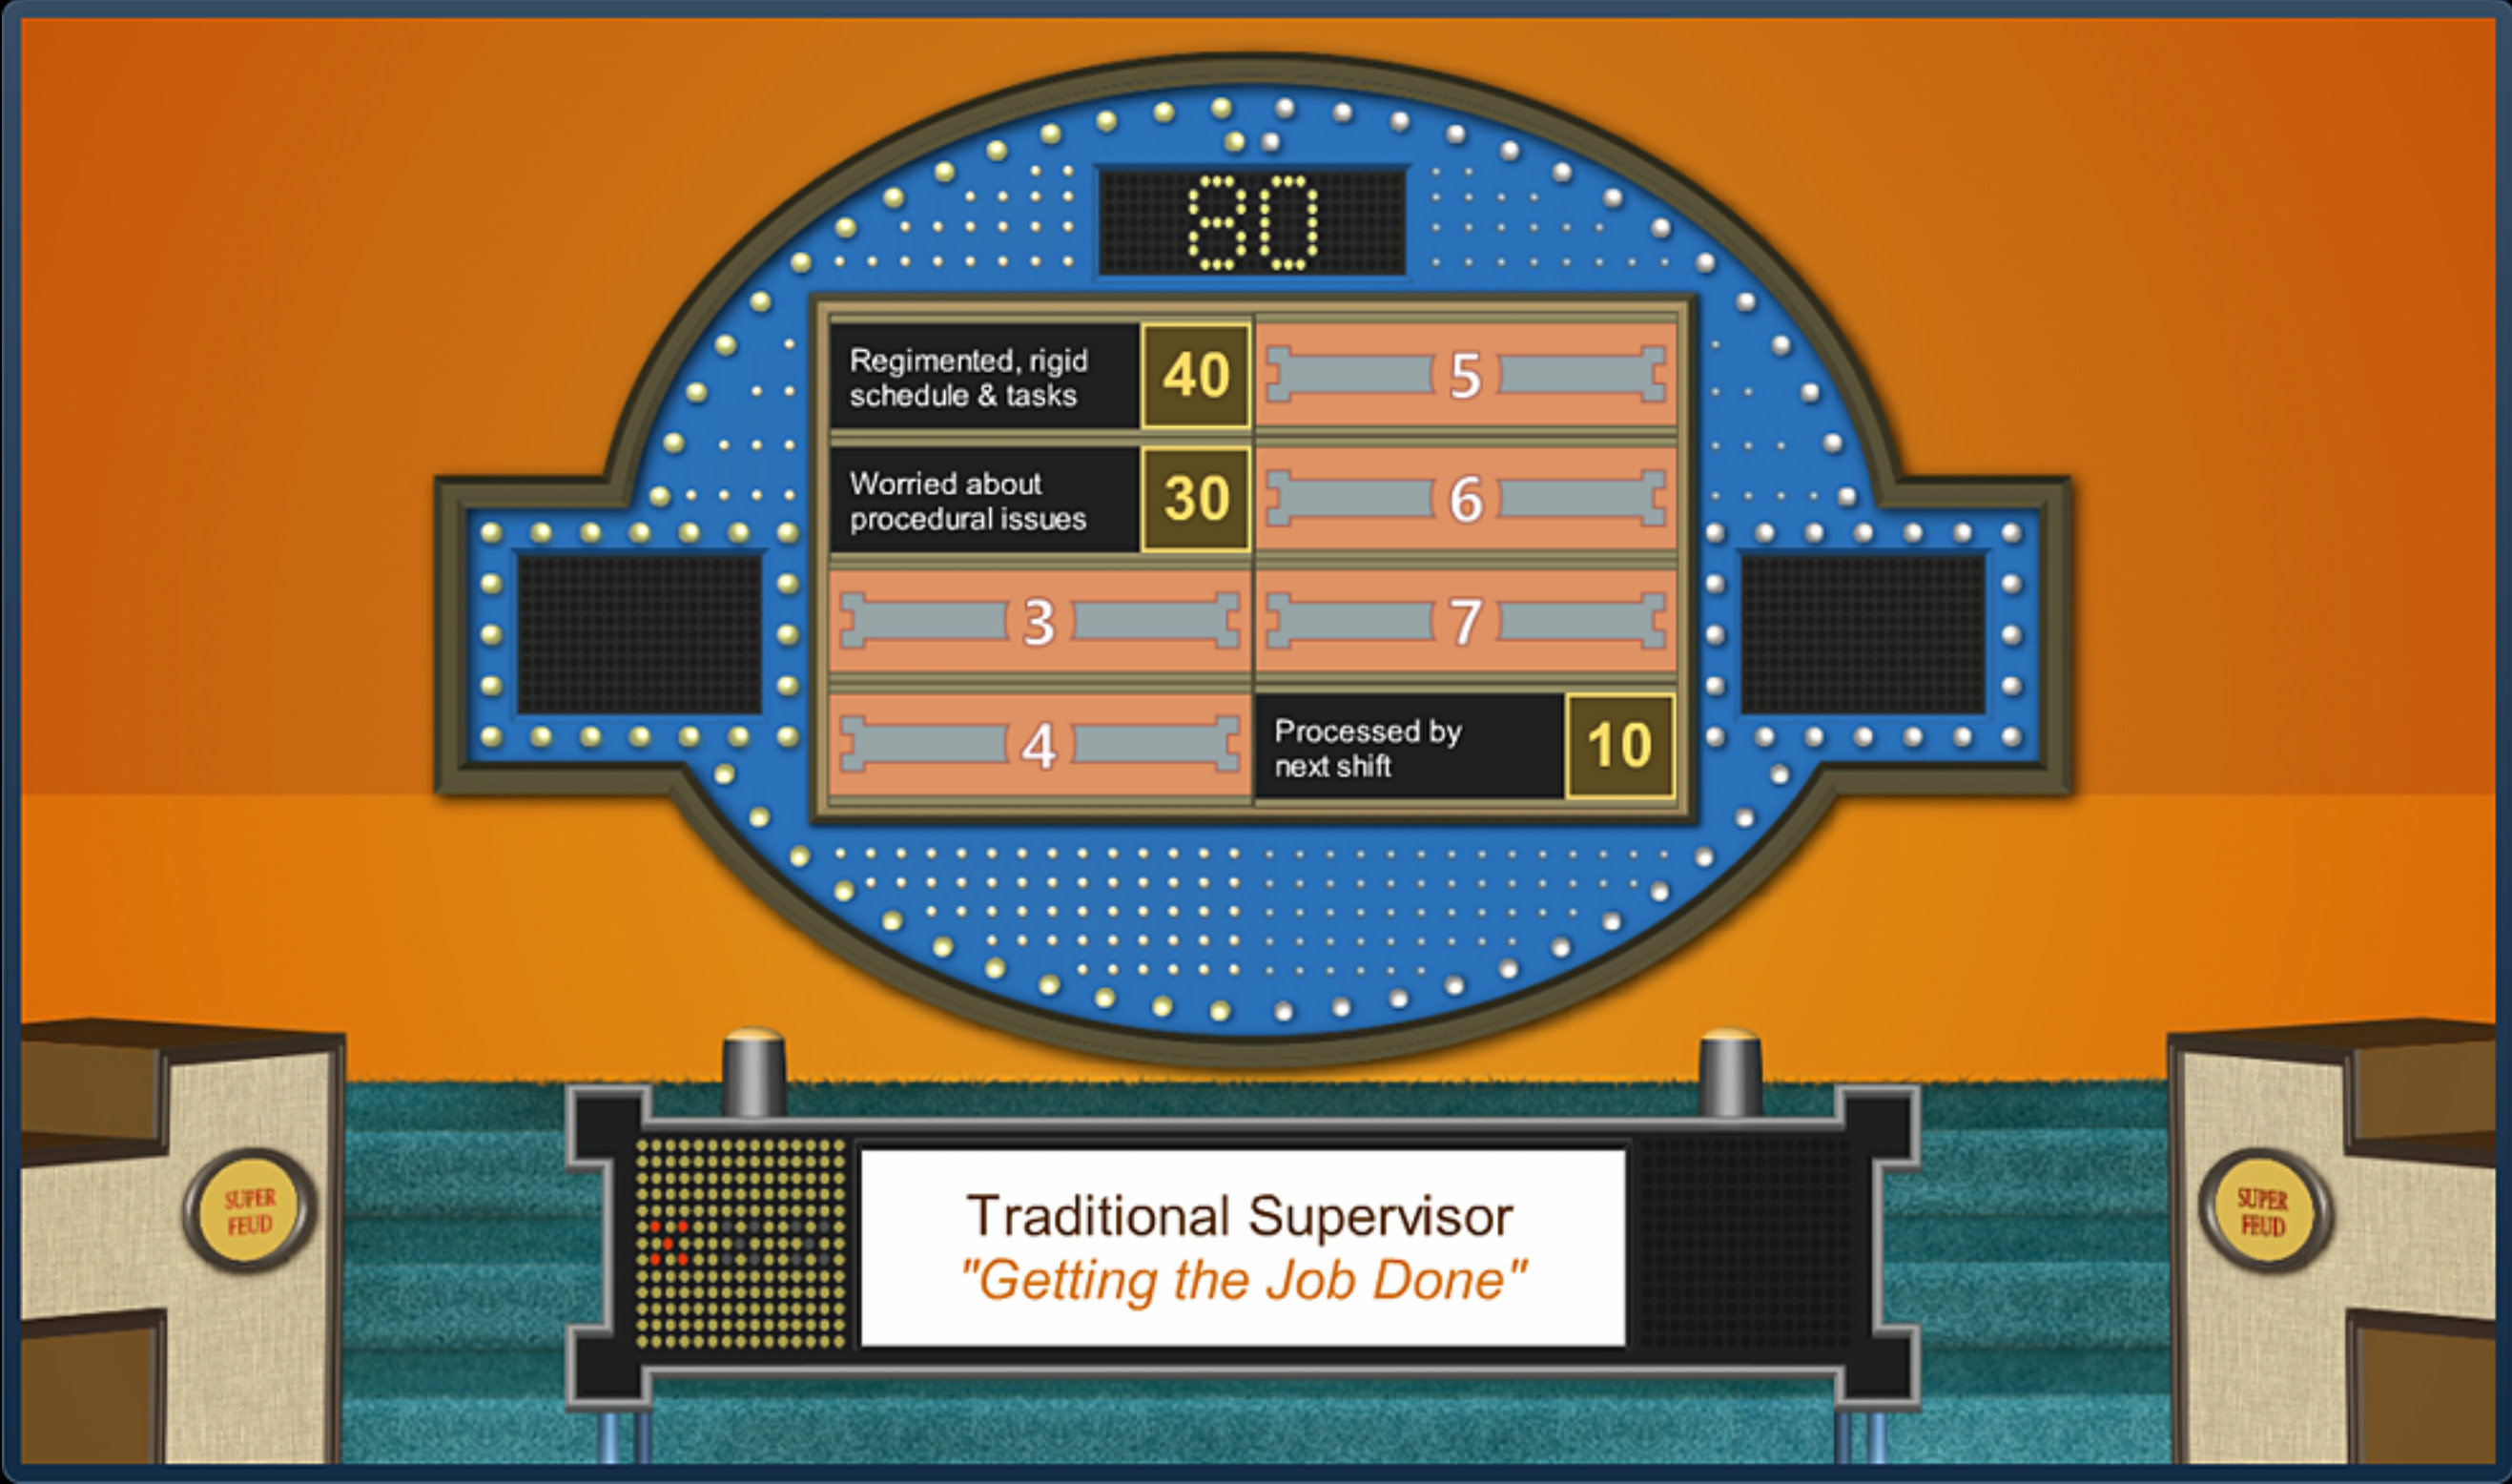 80
Regimented, rigid
schedule & tasks
40
5
Worried about
procedural issues
30
6
3
7
4
Processed by
next shift
10
SUPER
FEUD
X
Traditional Supervisor
"Getting the Job Done"
SUPER
FEUD